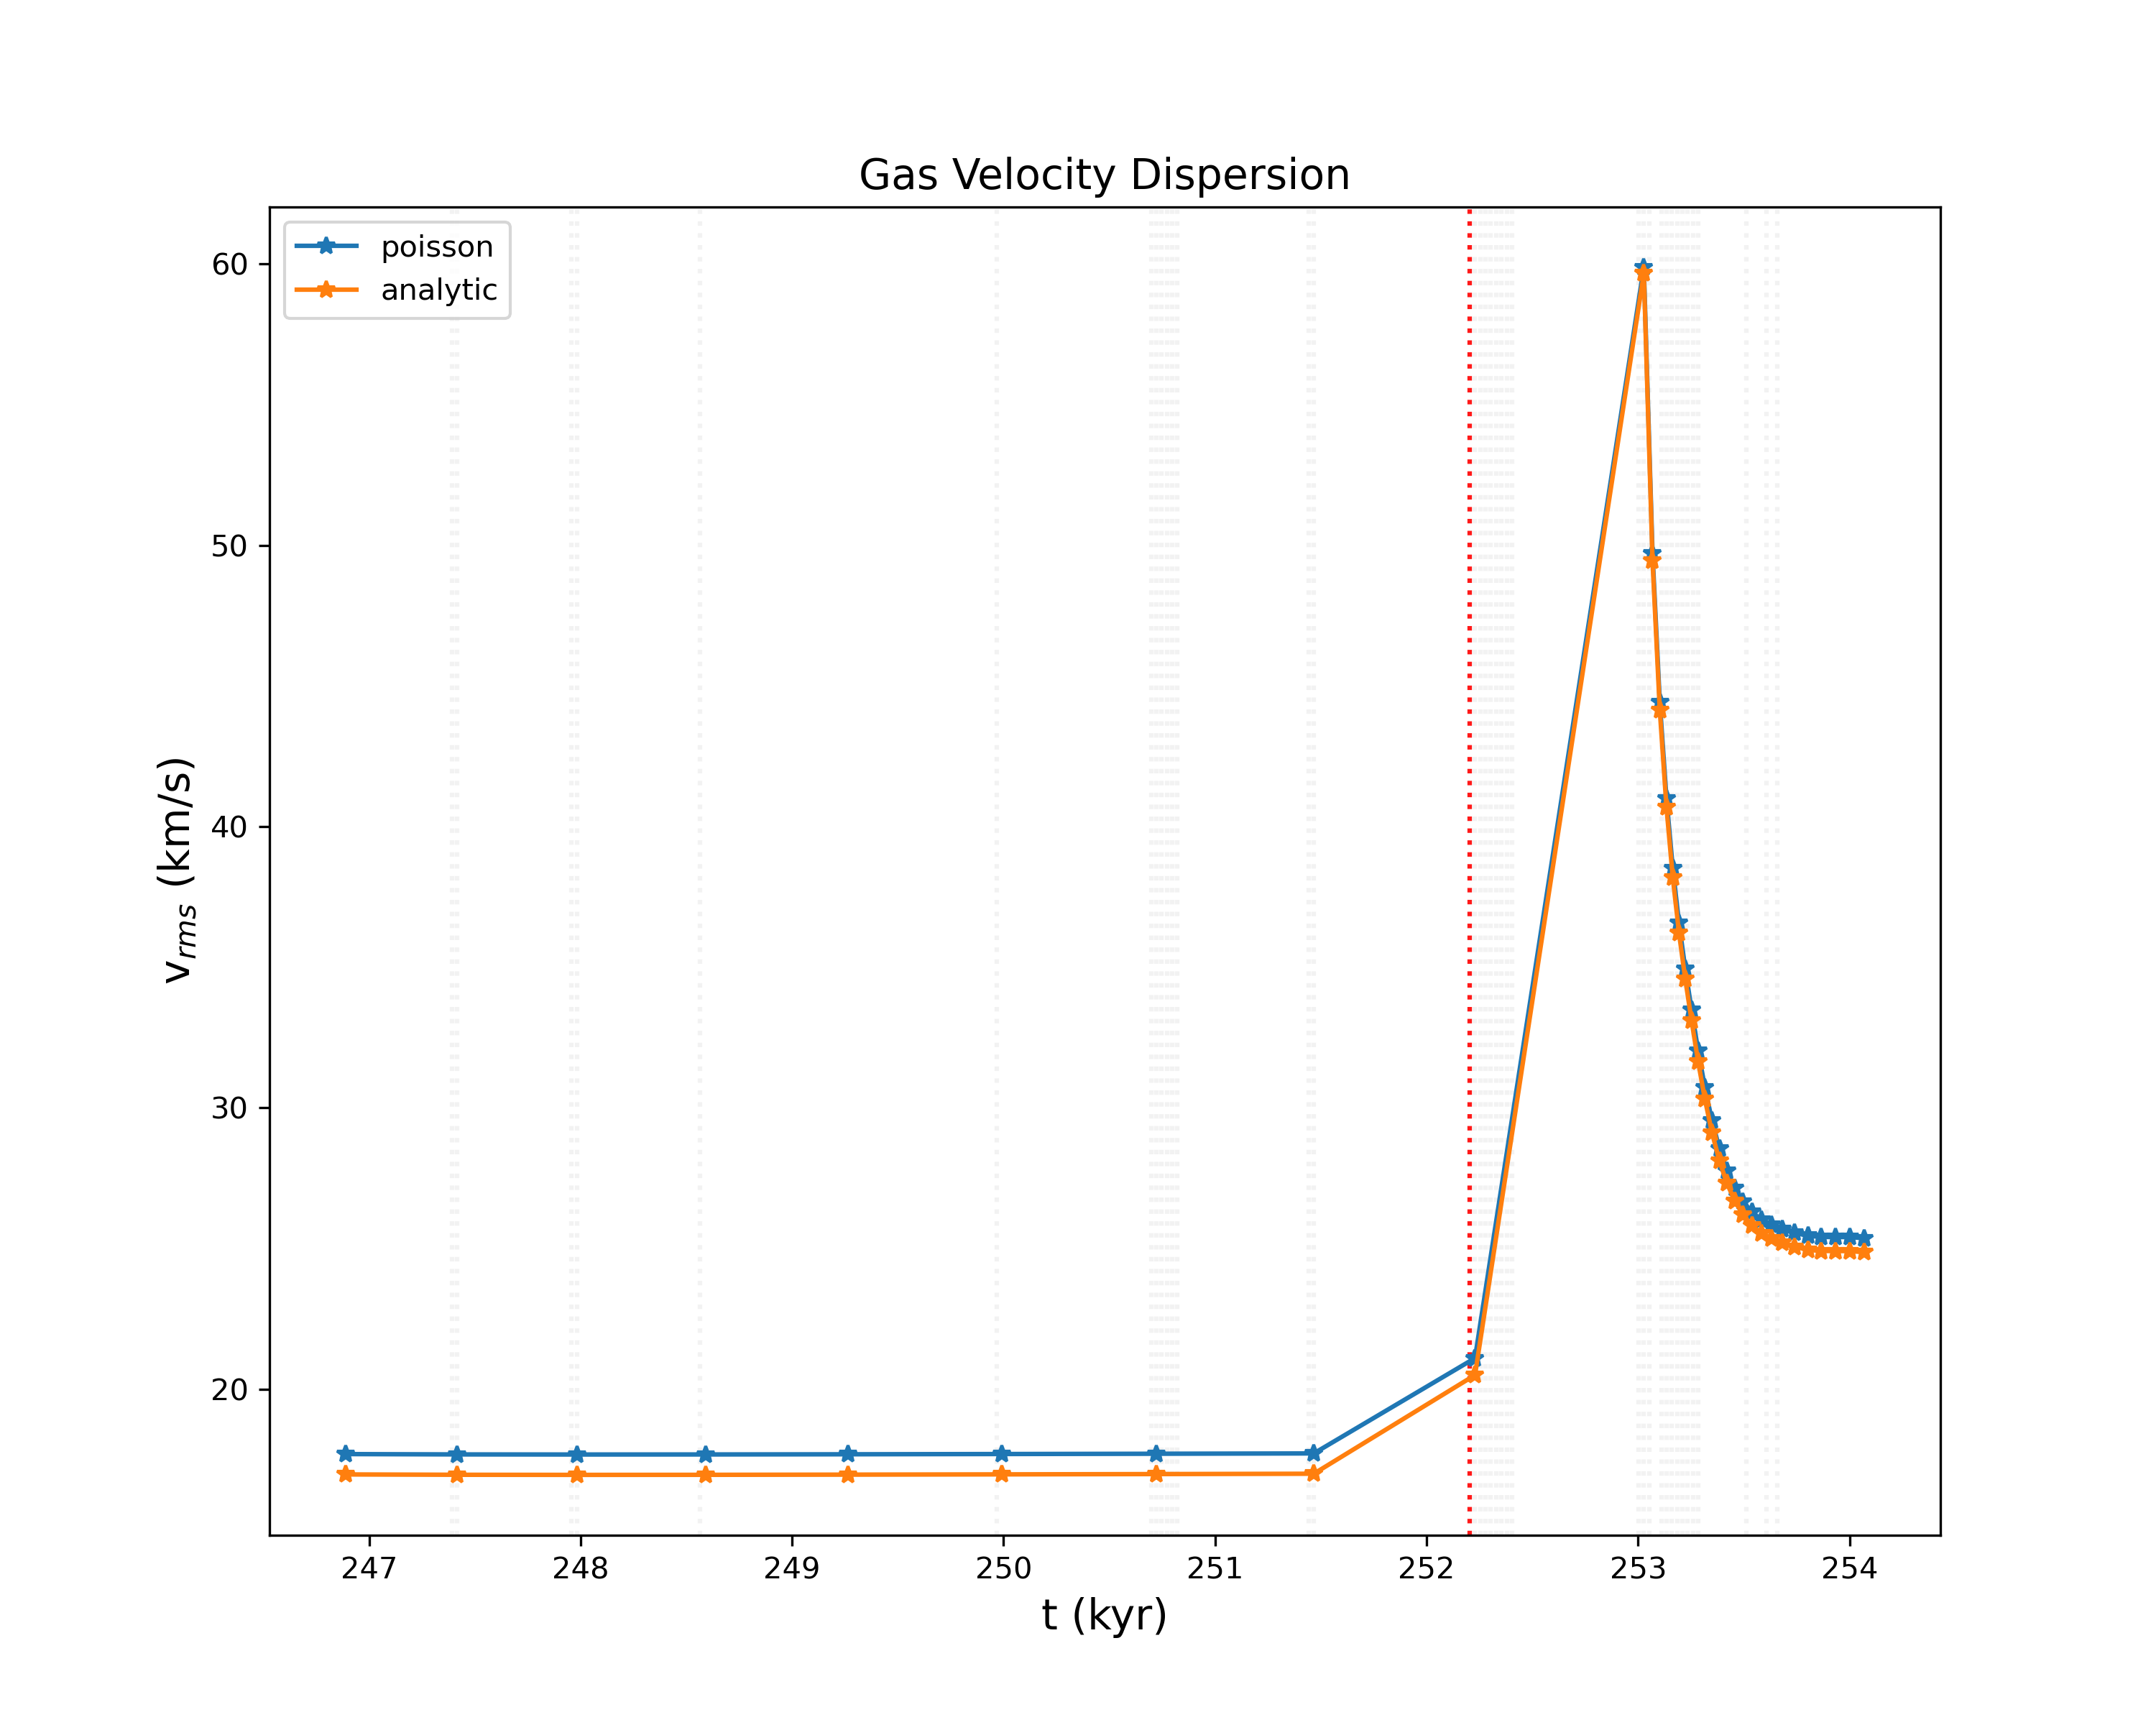 Gas Velocity Dispersion
poisson
analytic
60
50
40
30
20
v_rms (km/s)
247 248 249 250 251 252 253 254
t (kyr)